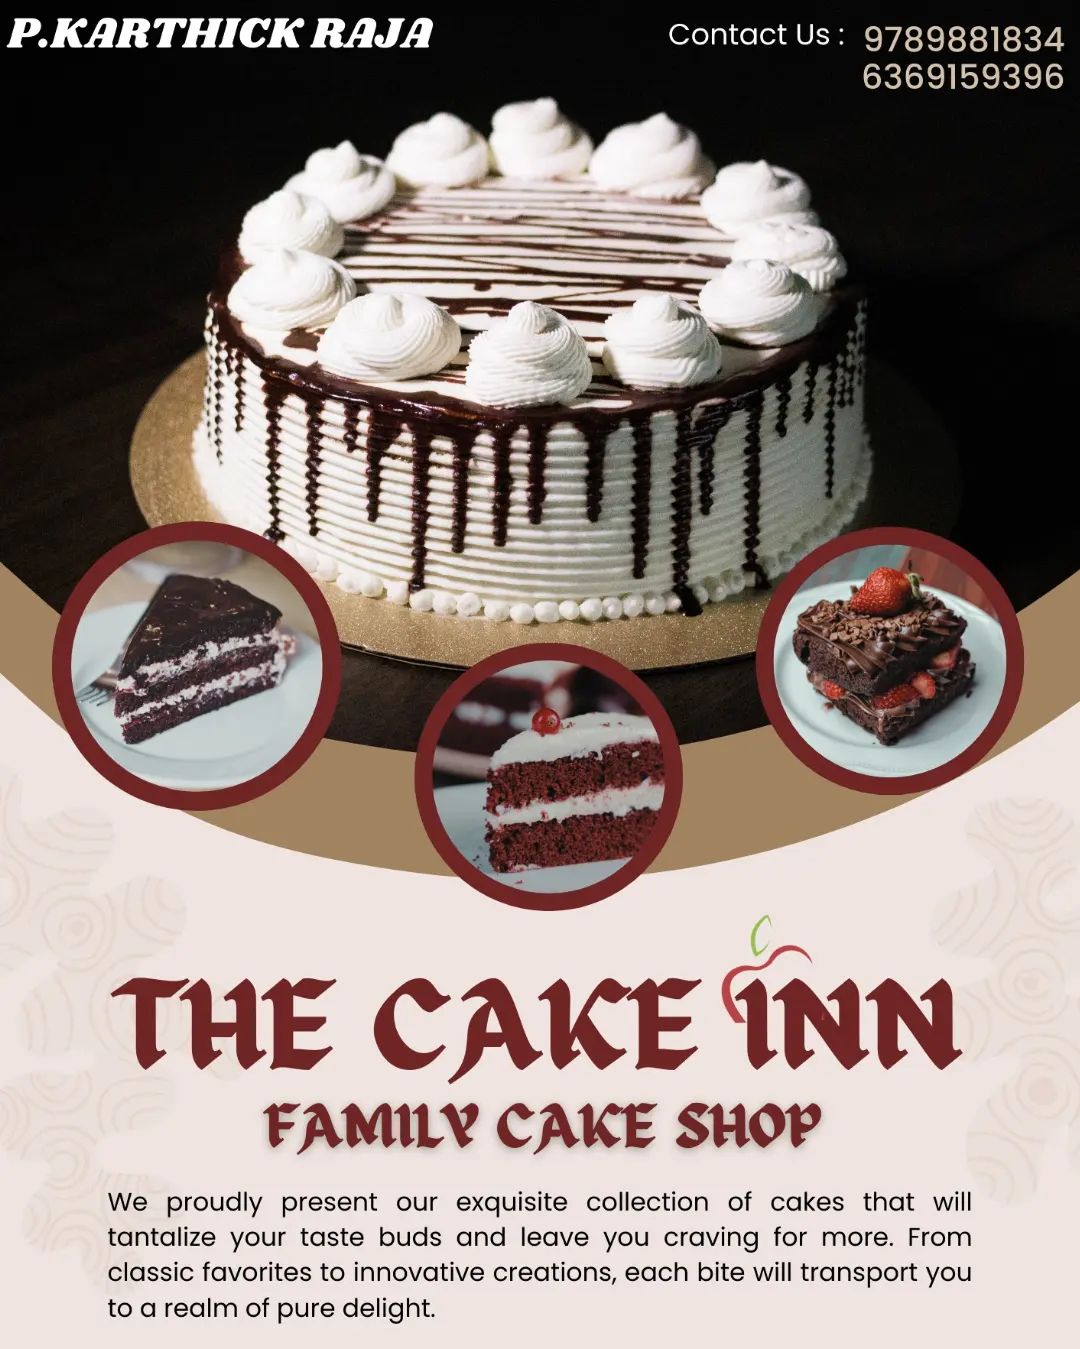 P.KARTHICK RAJA
Contact Us : 9789881834
6369159396
THE CAKE INN
FAMILY CAKE SHOP
We proudly present our exquisite collection of cakes that will
tantalize your taste buds and leave you craving for more. From
classic favorites to innovative creations, each bite will transport you
to a realm of pure delight.